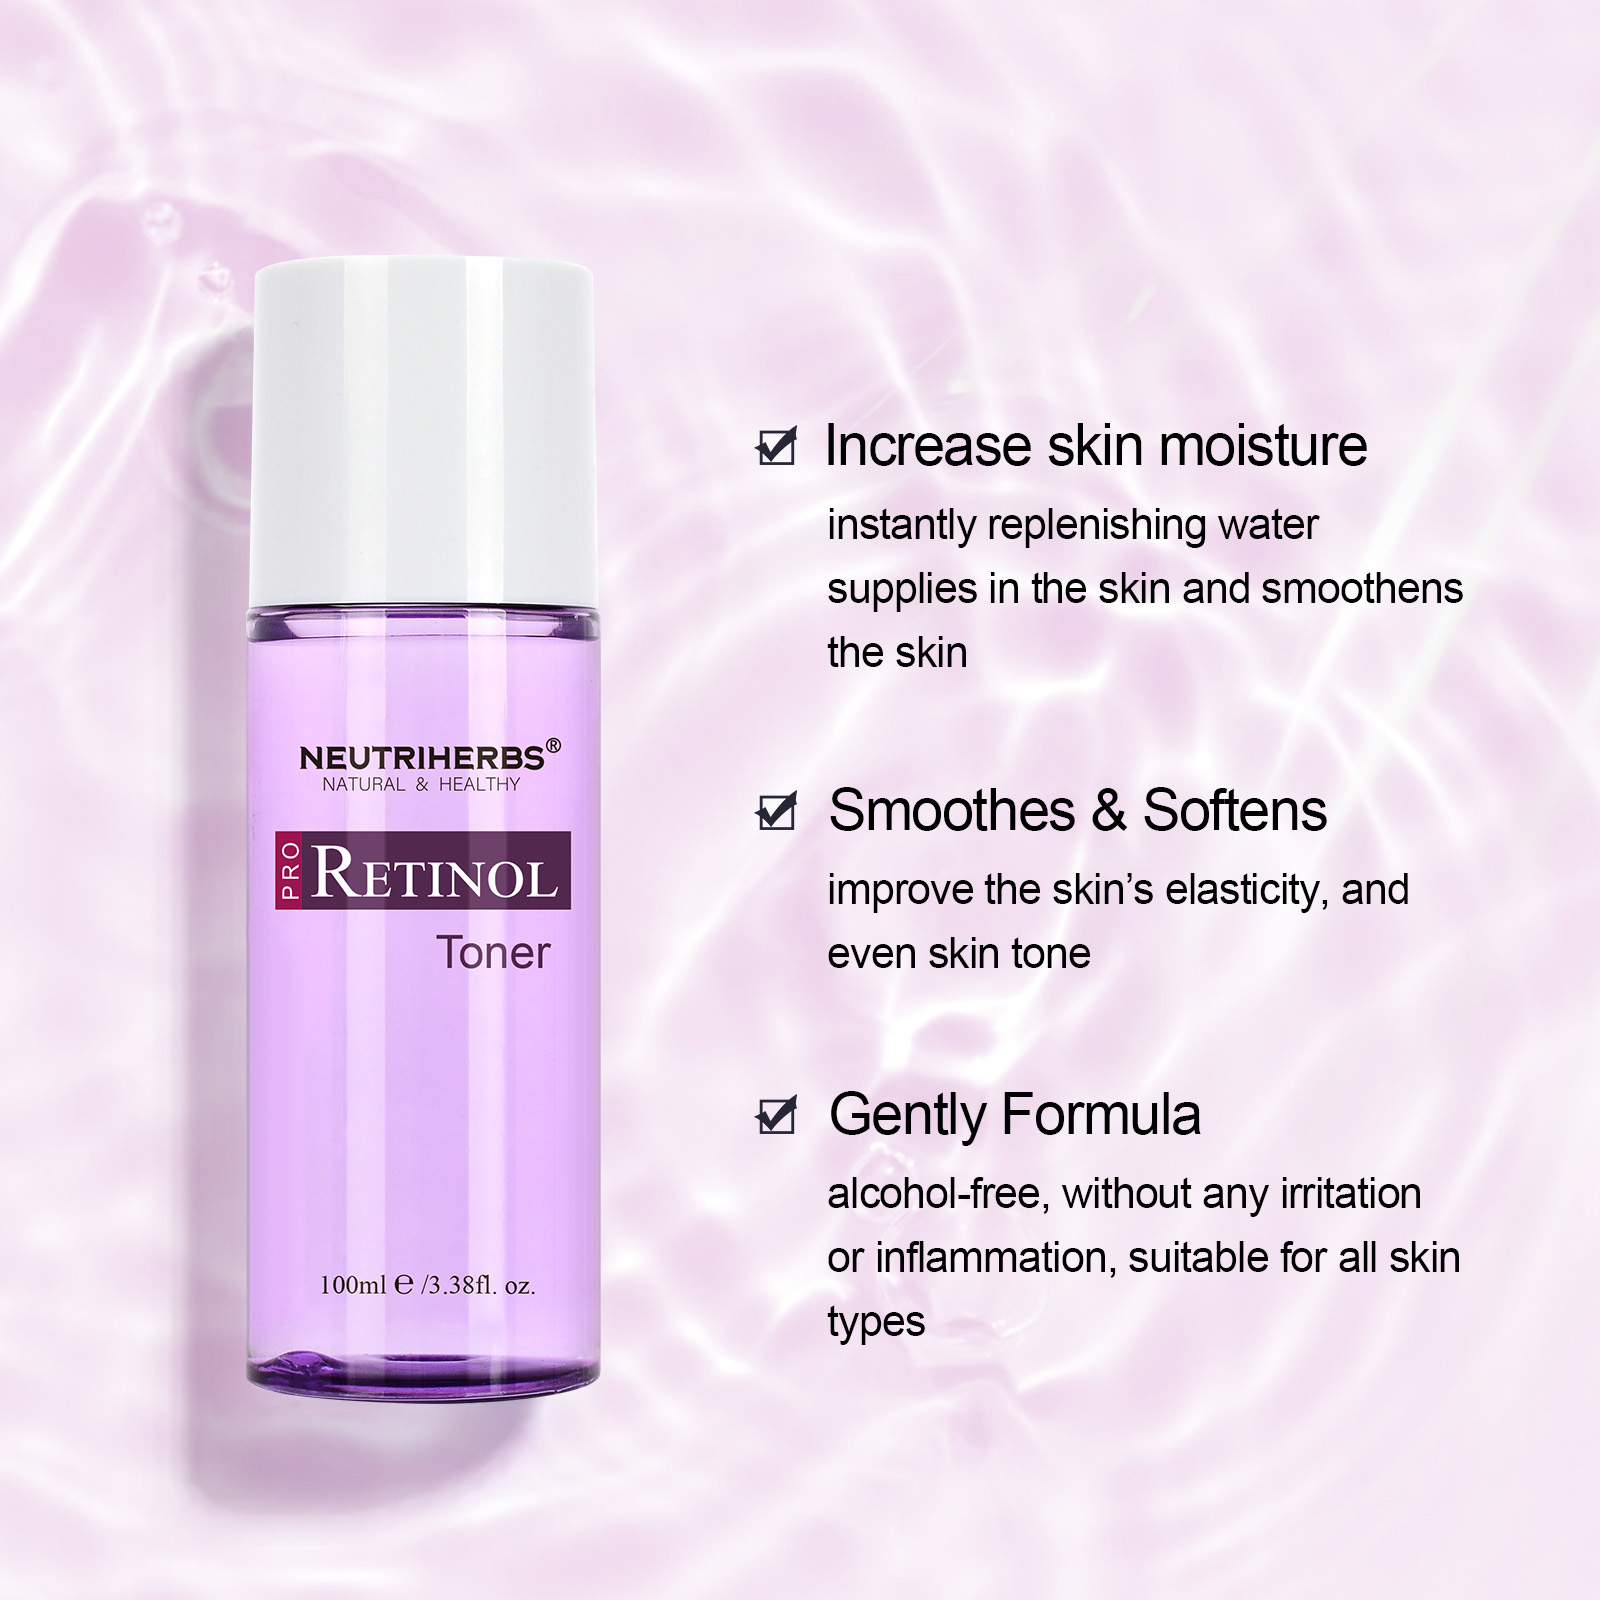 NEUTRIHERBS®
NATURAL & HEALTHY
PRO RETINOL
Toner
100ml ℮ /3.38fl. oz.
Increase skin moisture
instantly replenishing water
supplies in the skin and smoothens
the skin
Smoothes & Softens
improve the skin’s elasticity, and
even skin tone
Gently Formula
alcohol-free, without any irritation
or inflammation, suitable for all skin
types